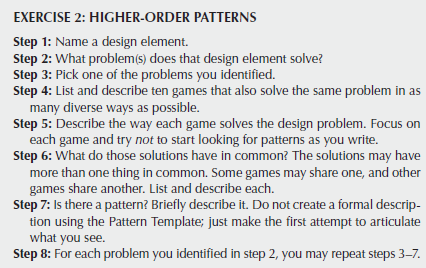 EXERCISE 2: HIGHER-ORDER PATTERNS
Step 1: Name a design element.
Step 2: What problem(s) does that design element solve?
Step 3: Pick one of the problems you identified.
Step 4: List and describe ten games that also solve the same problem in as
many diverse ways as possible.
Step 5: Describe the way each game solves the design problem. Focus on
each game and try not to start looking for patterns as you write.
Step 6: What do those solutions have in common? The solutions may have
more than one thing in common. Some games may share one, and other
games share another. List and describe each.
Step 7: Is there a pattern? Briefly describe it. Do not create a formal descrip-
tion using the Pattern Template; just make the first attempt to articulate
what you see.
Step 8: For each problem you identified in step 2, you may repeat steps 3–7.